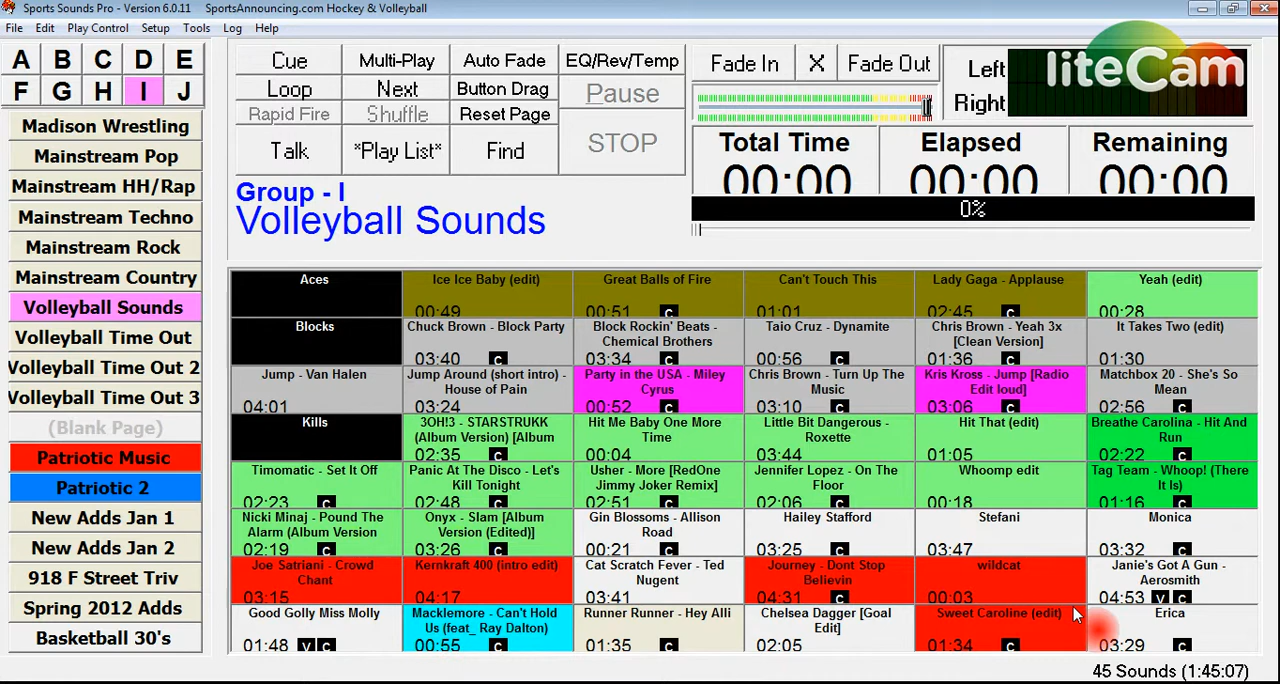 Sports Sounds Pro - Version 6.0.11 SportsAnnouncing.com Hockey & Volleyball
File Edit Play Control Setup Tools Log Help
A B C D E
F G H I J
Madison Wrestling
Mainstream Pop
Mainstream HH/Rap
Mainstream Techno
Mainstream Rock
Mainstream Country
Volleyball Sounds
Volleyball Time Out
Volleyball Time Out 2
Volleyball Time Out 3
(Blank Page)
Patriotic Music
Patriotic 2
New Adds Jan 1
New Adds Jan 2
918 F Street Triv
Spring 2012 Adds
Basketball 30's
Cue Multi-Play Auto Fade EQ/Rev/Temp
Loop Next Button Drag Pause
Rapid Fire Shuffle Reset Page
Talk *Play List* Find STOP
Fade In X Fade Out
Left
Right
liteCam
Total Time Elapsed Remaining
00:00 00:00 00:00
0%
Group - I
Volleyball Sounds
Aces Ice Ice Baby (edit) Great Balls of Fire Can't Touch This Lady Gaga - Applause Yeah (edit)
00:49 00:51 C 01:01 02:45 C 00:28
Blocks Chuck Brown - Block Party Block Rockin' Beats - Taio Cruz - Dynamite Chris Brown - Yeah 3x It Takes Two (edit)
Chemical Brothers [Clean Version]
03:40 C 03:34 C 00:56 C 01:36 C 01:30
Jump - Van Halen Jump Around (short intro) - Party in the USA - Miley Chris Brown - Turn Up The Kris Kross - Jump [Radio Matchbox 20 - She's So
House of Pain Cyrus Music Edit loud] Mean
04:01 03:24 00:52 C 03:10 C 03:06 C 02:56 C
Kills 3OH!3 - STARSTRUKK Hit Me Baby One More Little Bit Dangerous - Hit That (edit) Breathe Carolina - Hit And
(Album Version) [Album Time Roxette Run
02:35 C 00:04 03:44 01:05 02:22 C
Timomatic - Set It Off Panic At The Disco - Let's Usher - More [RedOne Jennifer Lopez - On The Whoomp edit Tag Team - Whoop! (There
Kill Tonight Jimmy Joker Remix] Floor It Is)
02:23 C 02:48 C 02:51 C 02:06 C 00:18 01:16 C
Nicki Minaj - Pound The Onyx - Slam [Album Gin Blossoms - Allison Hailey Stafford Stefani Monica
Alarm (Album Version Version (Edited)] Road
02:19 C 03:26 C 00:21 03:25 C 03:47 03:32 C
Joe Satriani - Crowd Kernkraft 400 (intro edit) Cat Scratch Fever - Ted Journey - Dont Stop wildcat Janie's Got A Gun -
Chant Nugent Believin Aerosmith
03:15 04:17 03:41 04:31 C 00:03 04:53 V C
Good Golly Miss Molly Macklemore - Can't Hold Runner Runner - Hey Alli Chelsea Dagger [Goal Sweet Caroline (edit) Erica
Us (feat_ Ray Dalton) Edit]
01:48 V C 00:55 C 01:35 C 02:05 01:34 C 03:29 C
45 Sounds (1:45:07)